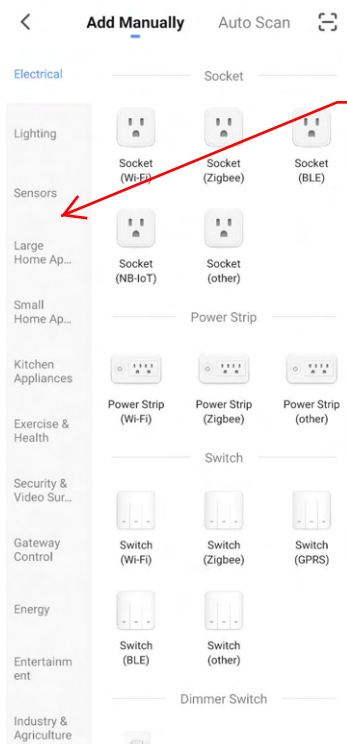 Add Manually
Auto Scan
Electrical
Lighting
Sensors
Large
Home Ap...
Small
Home Ap...
Kitchen
Appliances
Exercise &
Health
Security &
Video Sur...
Gateway
Control
Energy
Entertainm
ent
Industry &
Agriculture
Socket
Socket
(Wi-Fi)
Socket
(Zigbee)
Socket
(BLE)
Socket
(NB-IoT)
Socket
(other)
Power Strip
Power Strip
(Wi-Fi)
Power Strip
(Zigbee)
Power Strip
(other)
Switch
Switch
(Wi-Fi)
Switch
(Zigbee)
Switch
(GPRS)
Switch
(BLE)
Switch
(other)
Dimmer Switch